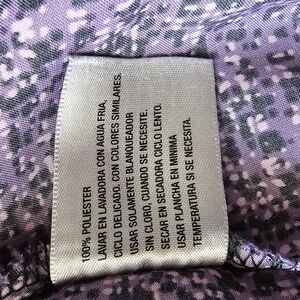 100% POLIESTER
LAVAR EN LAVADORA CON AGUA FRIA,
CICLO DELICADO, CON COLORES SIMILARES.
USAR SOLAMENTE BLANQUEADOR
SIN CLORO, CUANDO SE NECESITE.
SECAR EN SECADORA CICLO LENTO.
USAR PLANCHA EN MINIMA
TEMPERATURA SI SE NECESITA.